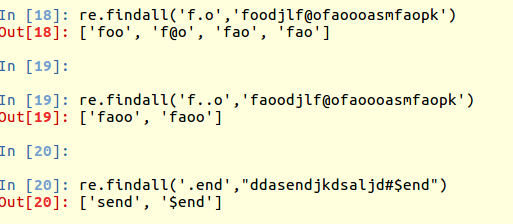 In [18]: re.findall('f.o','foodjlf@ofaoooasmfaopk')
Out[18]: ['foo', 'f@o', 'fao', 'fao']
In [19]:
In [19]: re.findall('f..o','faoodjlf@ofaoooasmfaopk')
Out[19]: ['faoo', 'faoo']
In [20]:
In [20]: re.findall('.end',"ddasendjkdsaljd#$end")
Out[20]: ['send', '$end']